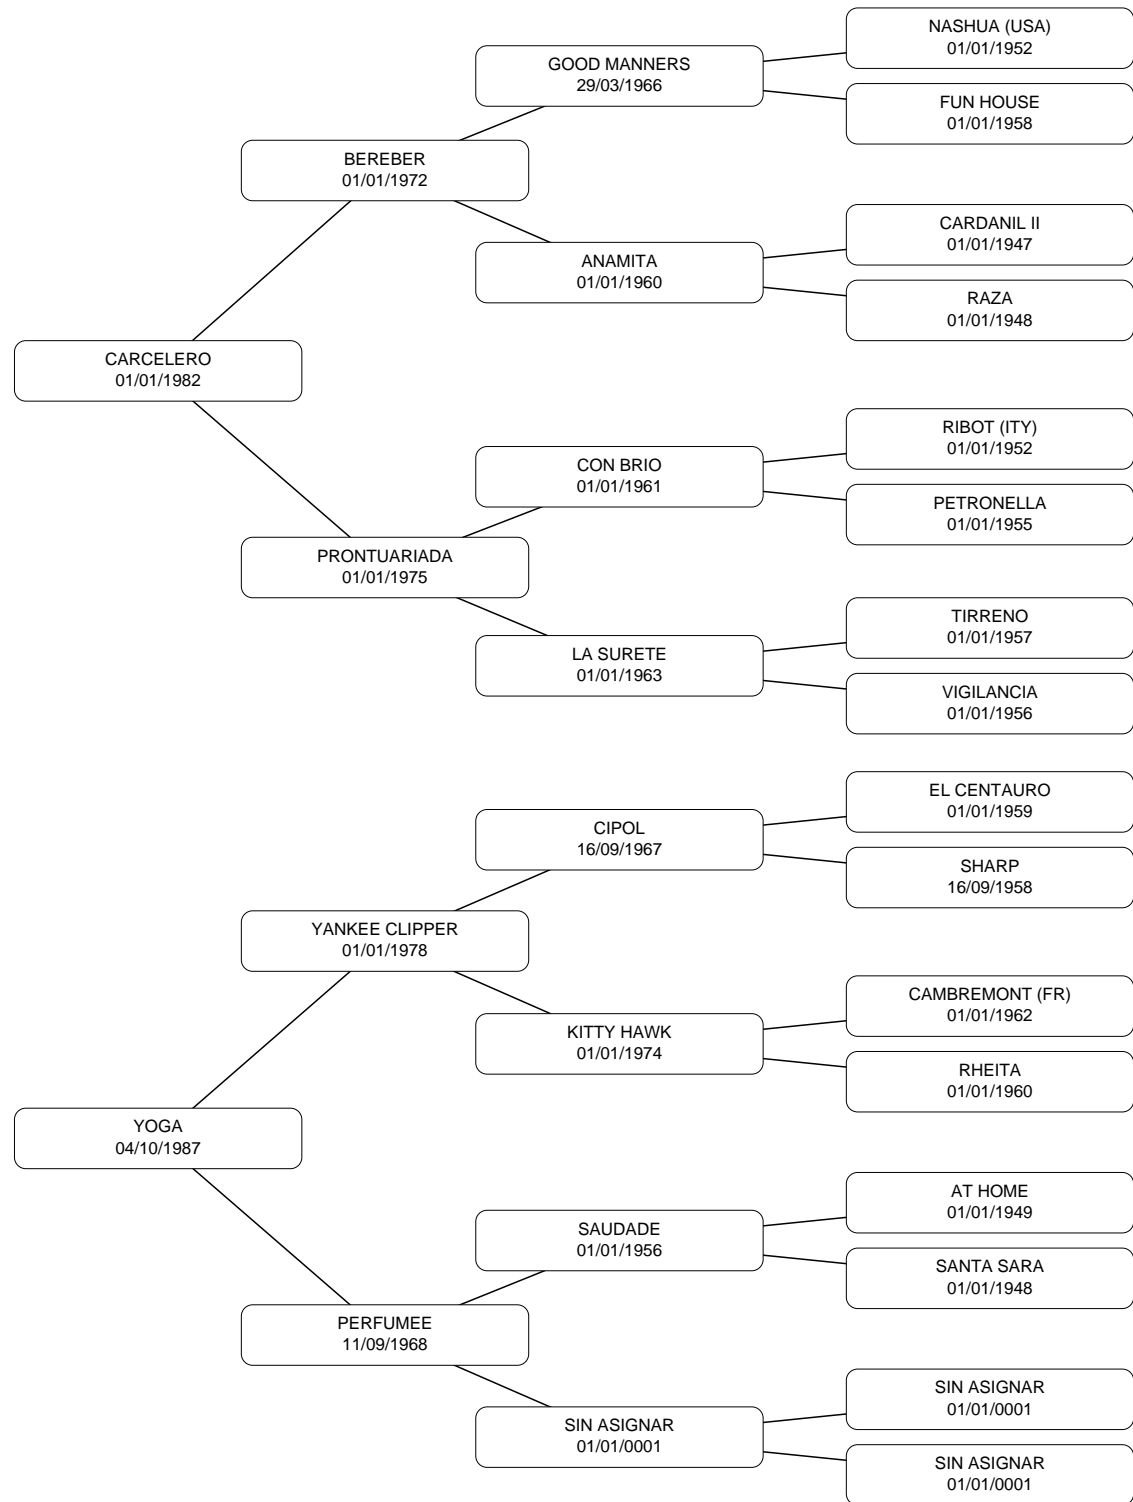 NASHUA (USA)
01/01/1952
GOOD MANNERS
29/03/1966
FUN HOUSE
01/01/1958
BEREBER
01/01/1972
CARDANIL II
01/01/1947
ANAMITA
01/01/1960
RAZA
01/01/1948
CARCELERO
01/01/1982
RIBOT (ITY)
01/01/1952
CON BRIO
01/01/1961
PETRONELLA
01/01/1955
PRONTUARIADA
01/01/1975
TIRRENO
01/01/1957
LA SURETE
01/01/1963
VIGILANCIA
01/01/1956
EL CENTAURO
01/01/1959
CIPOL
16/09/1967
SHARP
16/09/1958
YANKEE CLIPPER
01/01/1978
CAMBREMONT (FR)
01/01/1962
KITTY HAWK
01/01/1974
RHEITA
01/01/1960
YOGA
04/10/1987
AT HOME
01/01/1949
SAUDADE
01/01/1956
SANTA SARA
01/01/1948
PERFUMEE
11/09/1968
SIN ASIGNAR
01/01/0001
SIN ASIGNAR
01/01/0001
SIN ASIGNAR
01/01/0001